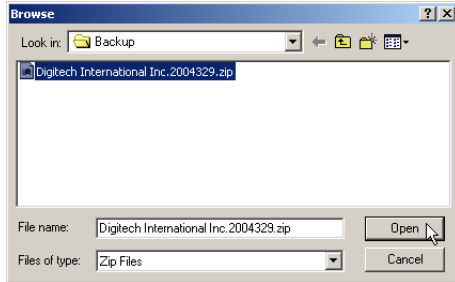 Browse
Look in: Backup
Digitech International Inc.2004329.zip
File name: Digitech International Inc.2004329.zip Open
Files of type: Zip Files Cancel